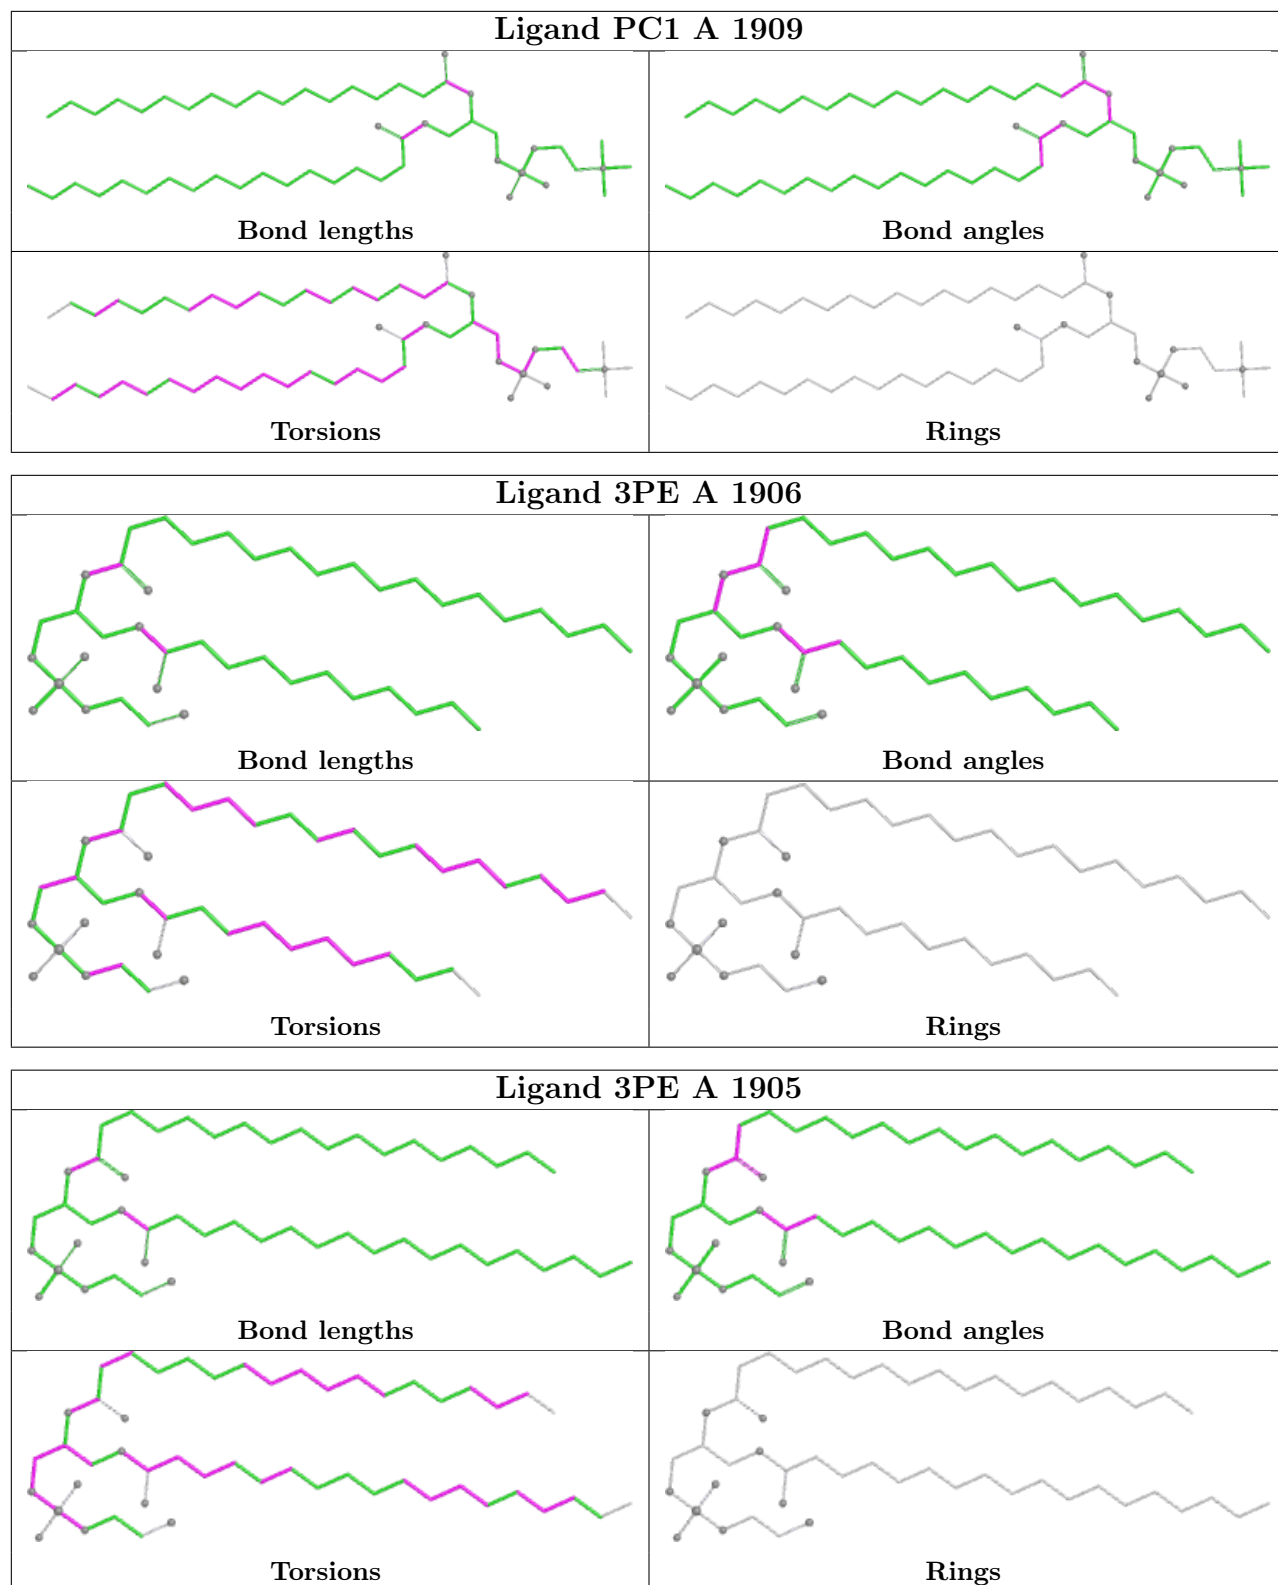 Ligand PC1 A 1909
Bond lengths
Bond angles
Torsions
Rings
Ligand 3PE A 1906
Bond lengths
Bond angles
Torsions
Rings
Ligand 3PE A 1905
Bond lengths
Bond angles
Torsions
Rings